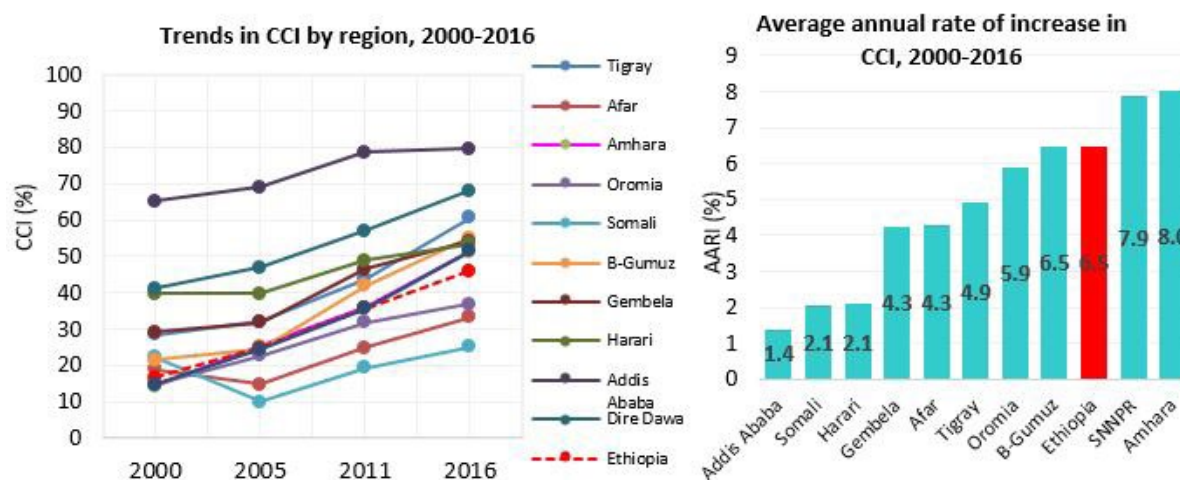 Trends in CCI by region, 2000-2016
CCI (%)
100
90
80
70
60
50
40
30
20
10
0
2000 2005 2011 2016
Tigray
Afar
Amhara
Oromia
Somali
B-Gumuz
Gembela
Harari
Addis
Ababa
Dire Dawa
Ethiopia
Average annual rate of increase in
CCI, 2000-2016
AARI (%)
9
8
7
6
5
4
3
2
1
0
1.4 2.1 2.1 4.3 4.3 4.9 5.9 6.5 6.5 7.9 8.0
Addis Ababa Somali Harari Gembela Afar Tigray Oromia B-Gumuz Ethiopia SNNPR Amhara